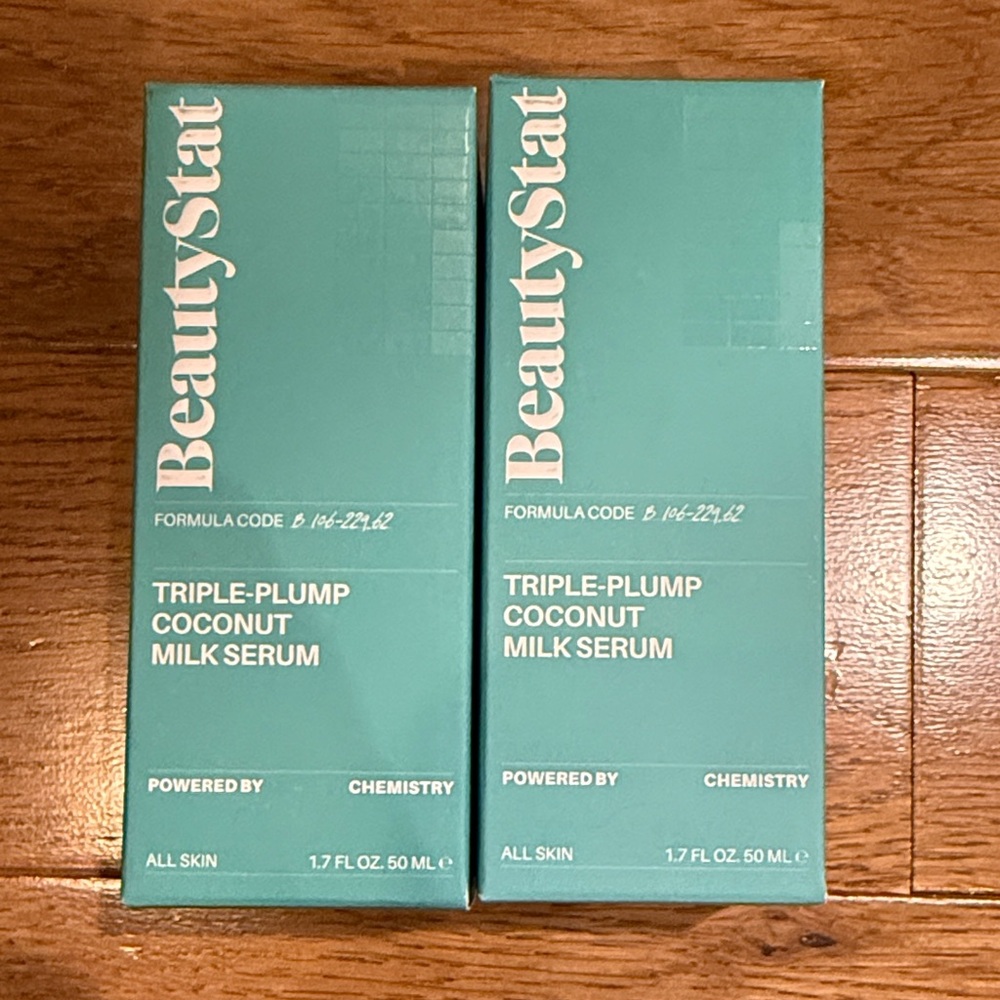 BeautyStat
FORMULA CODE B 106-229.62
TRIPLE-PLUMP
COCONUT
MILK SERUM
POWERED BY CHEMISTRY
ALL SKIN 1.7 FL OZ. 50 ML ℮
BeautyStat
FORMULA CODE B 106-229.62
TRIPLE-PLUMP
COCONUT
MILK SERUM
POWERED BY CHEMISTRY
ALL SKIN 1.7 FL OZ. 50 ML ℮